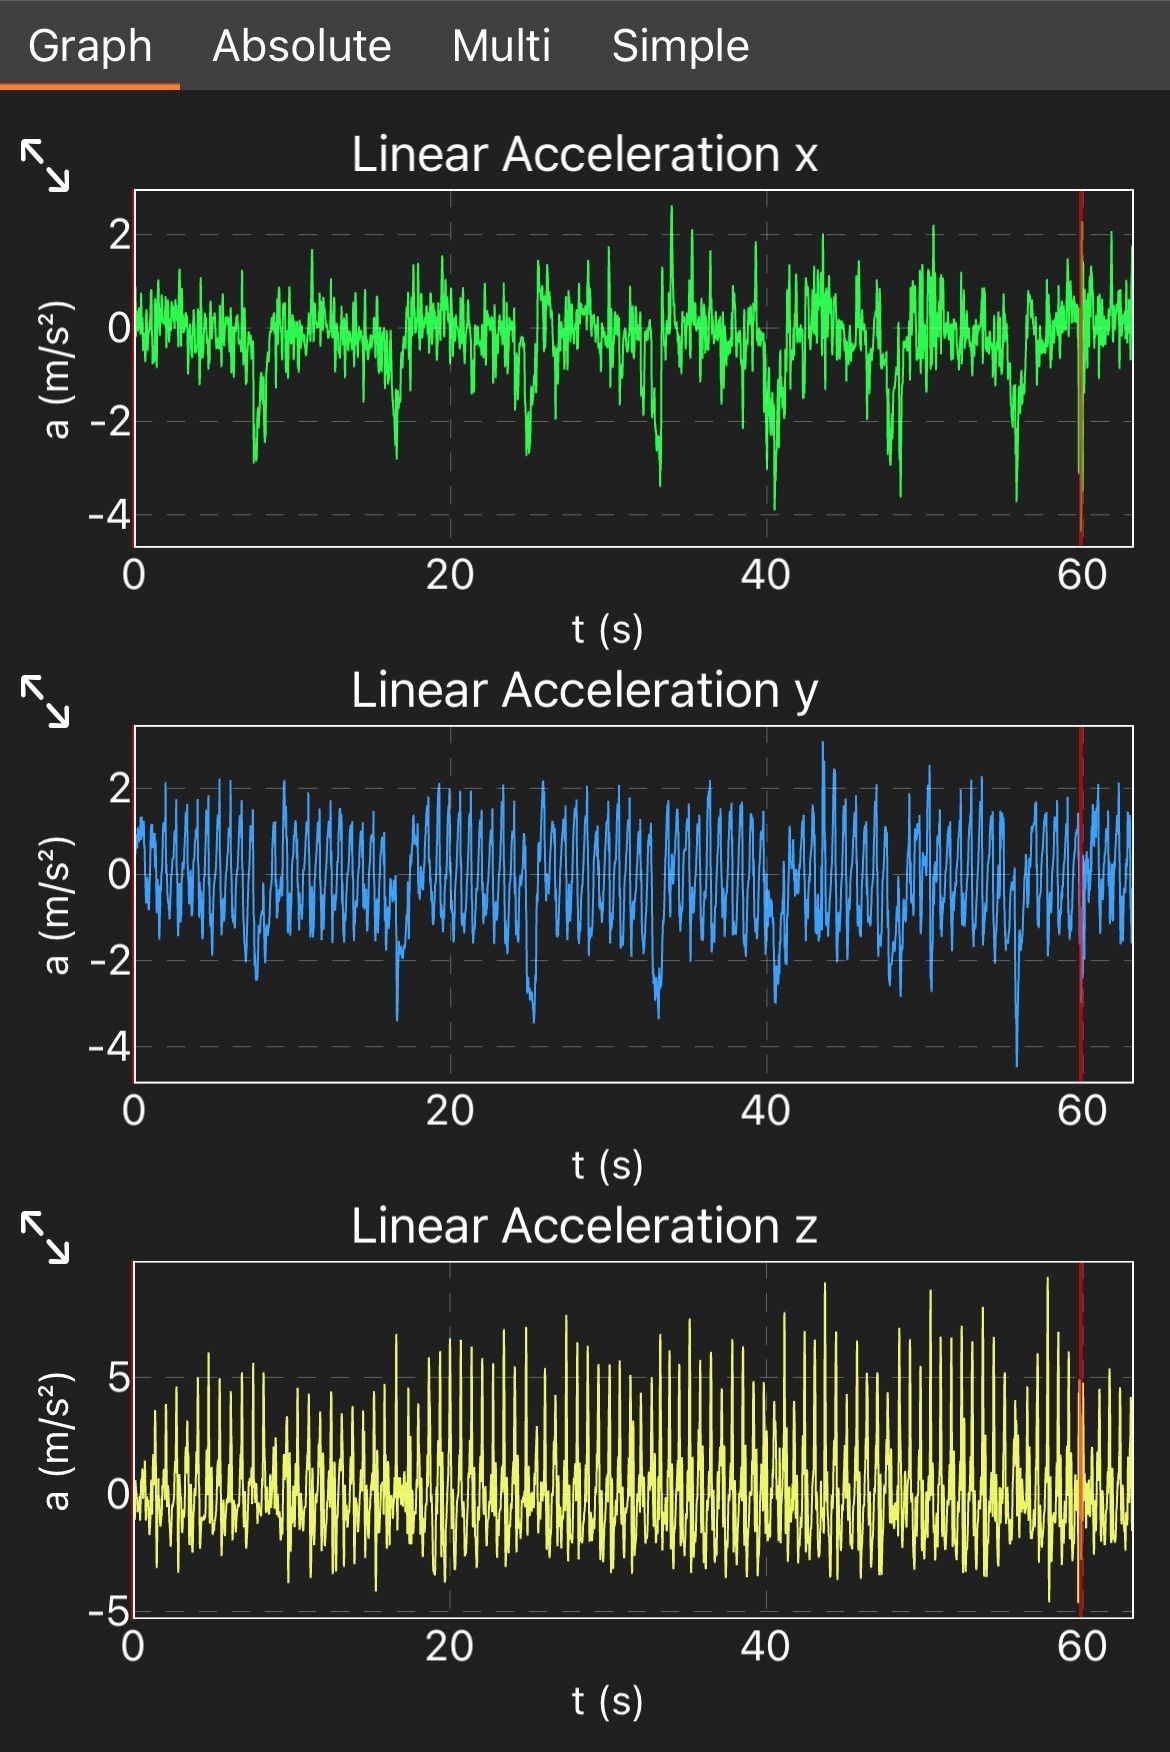 Graph Absolute Multi Simple
Linear Acceleration x
a (m/s²)
2
0
-2
-4
0 20 40 60
t (s)
Linear Acceleration y
a (m/s²)
2
0
-2
-4
0 20 40 60
t (s)
Linear Acceleration z
a (m/s²)
5
0
-5
0 20 40 60
t (s)